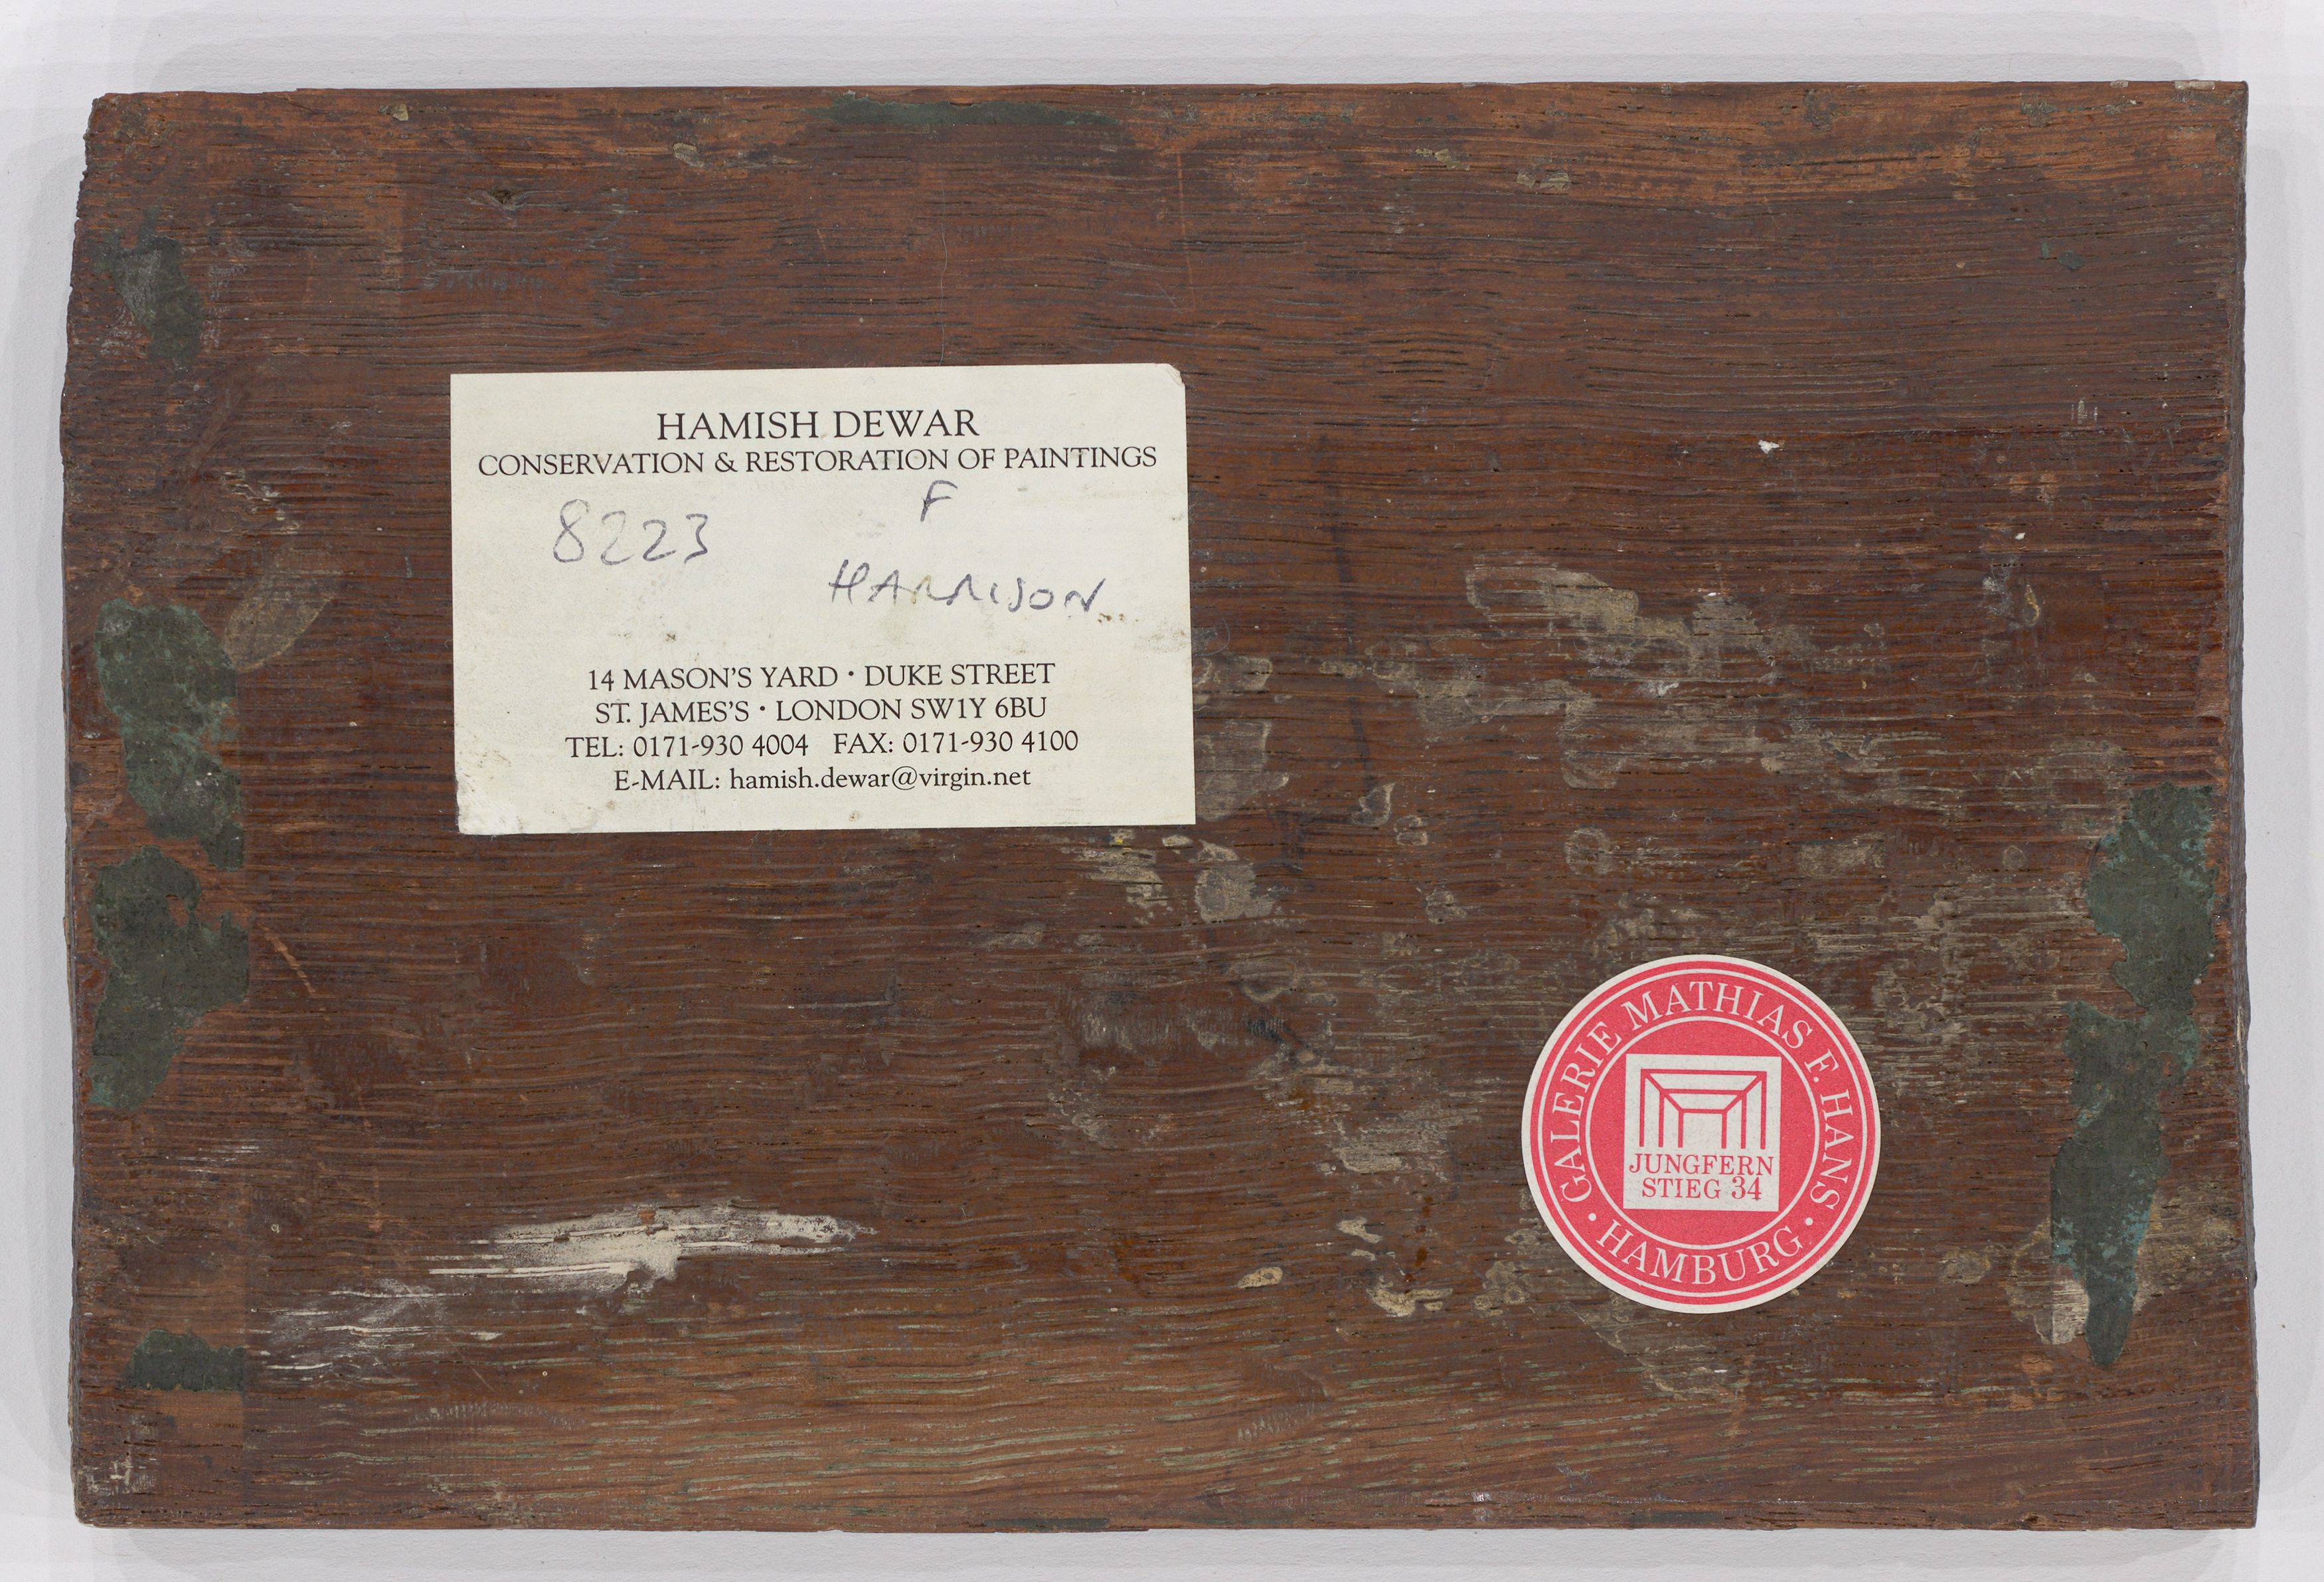 HAMISH DEWAR
CONSERVATION & RESTORATION OF PAINTINGS
8223 F
HARRISON
14 MASON'S YARD · DUKE STREET
ST. JAMES'S · LONDON SW1Y 6BU
TEL: 0171-930 4004 FAX: 0171-930 4100
E-MAIL: hamish.dewar@virgin.net
GALERIE MATHIAS F. HANS
JUNGFERN
STIEG 34
· HAMBURG ·